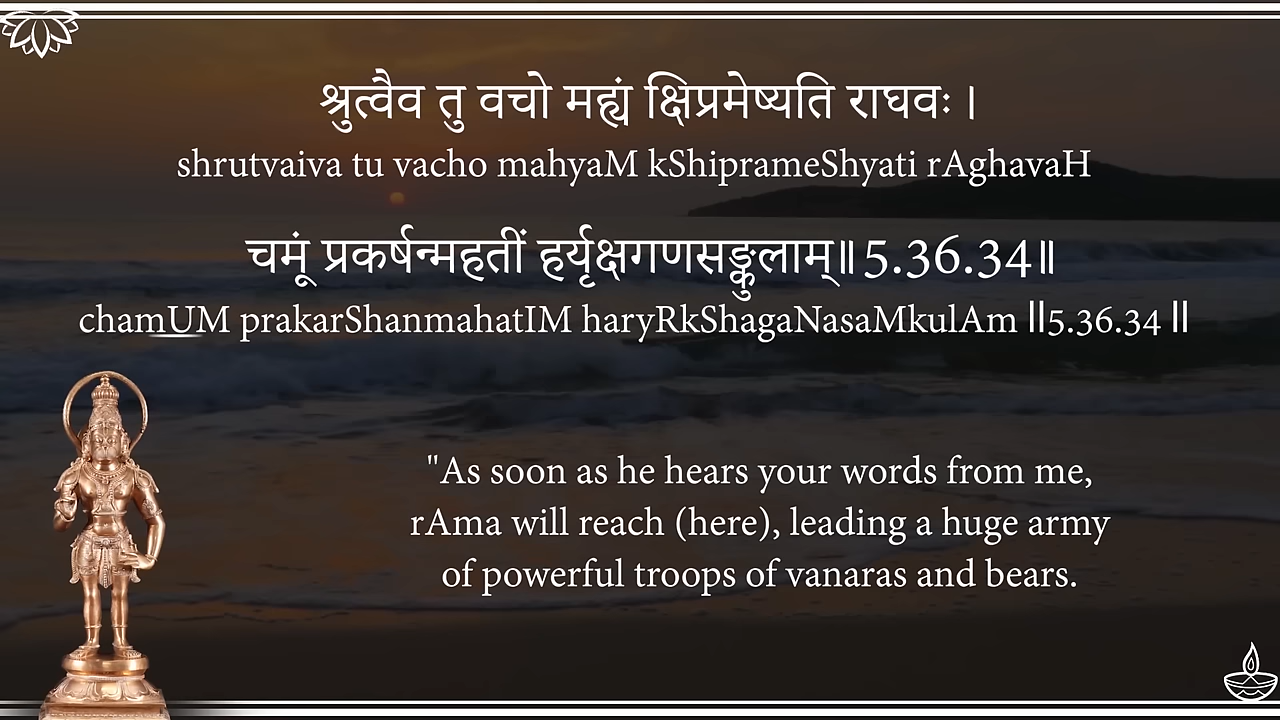 श्रुत्वैव तु वचो मह्यं क्षिप्रमेष्यति राघवः ।
shrutvaiva tu vacho mahyaM kShiprameShyati rAghavaH
चमूं प्रकर्षन्महतीं हर्यृक्षगणसङ्कुलाम्॥5.36.34॥
chamUM prakarShanmahatIM haryRkShagaNasaMkulAm ॥5.36.34 ॥
"As soon as he hears your words from me,
rAma will reach (here), leading a huge army
of powerful troops of vanaras and bears.